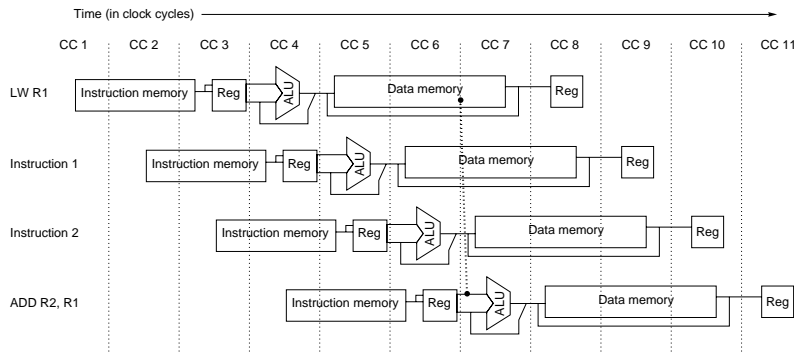 Time (in clock cycles)
CC 1 CC 2 CC 3 CC 4 CC 5 CC 6 CC 7 CC 8 CC 9 CC 10 CC 11
LW R1 Instruction memory Reg ALU Data memory Reg
Instruction 1 Instruction memory Reg ALU Data memory Reg
Instruction 2 Instruction memory Reg ALU Data memory Reg
ADD R2, R1 Instruction memory Reg ALU Data memory Reg